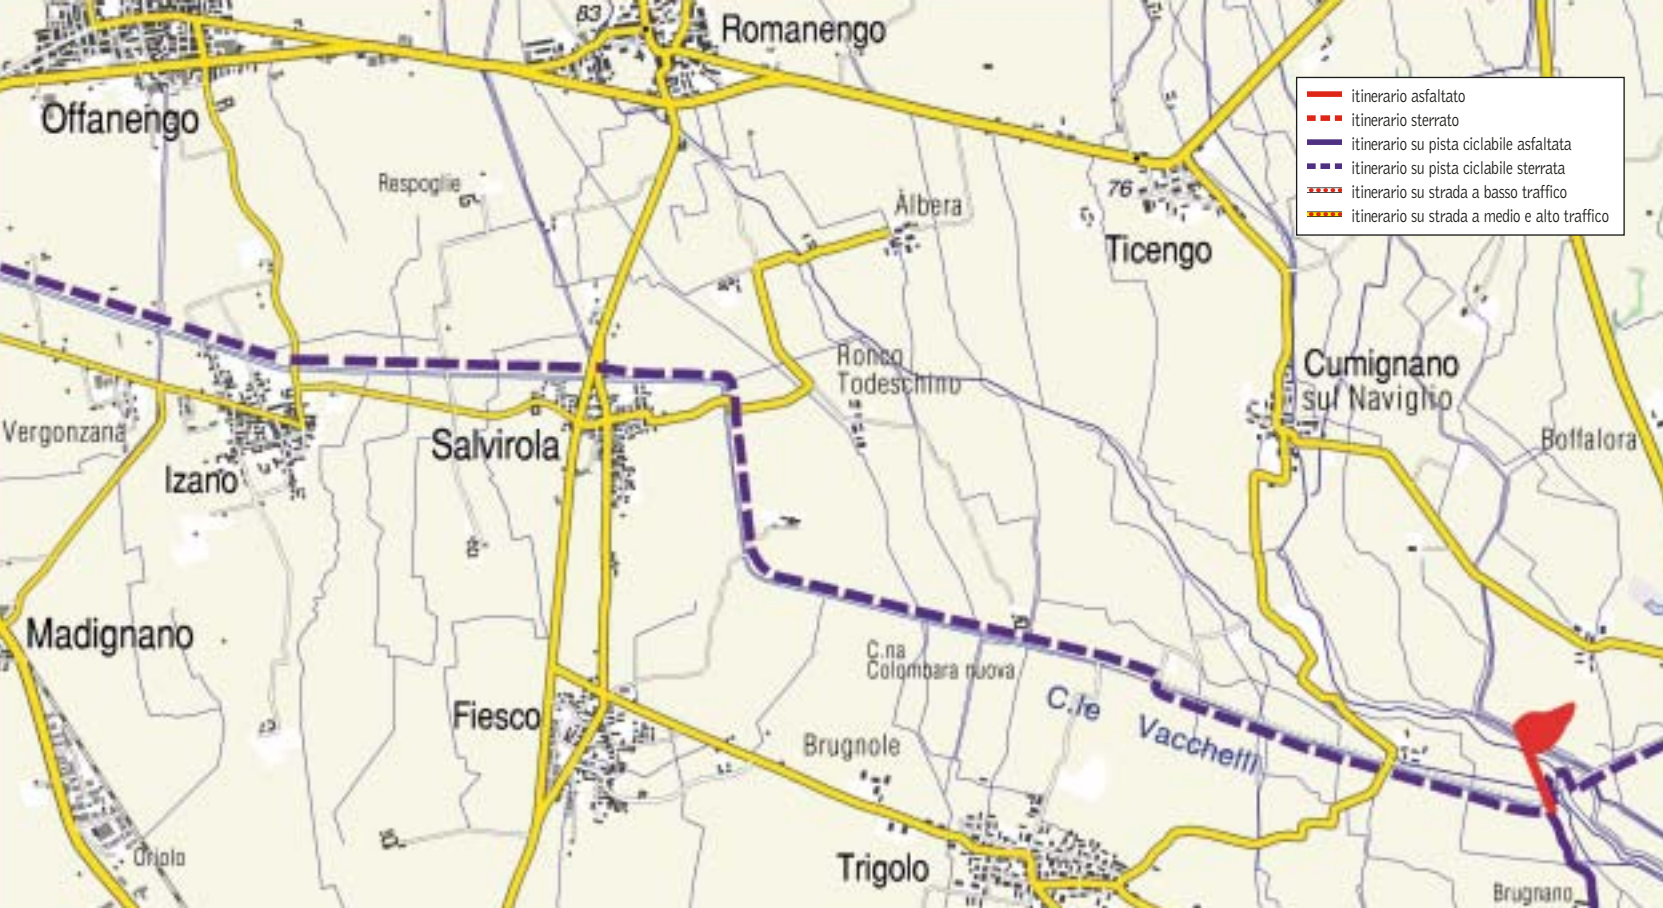 83
Romanengo
Offanengo
itinerario asfaltato
itinerario sterrato
itinerario su pista ciclabile asfaltata
itinerario su pista ciclabile sterrata
itinerario su strada a basso traffico
itinerario su strada a medio e alto traffico
Respoglie
Àlbera
76
Ticengo
Ronco
Todeschino
Cumignano
sul Naviglio
Vergonzana
Salvirola
Boffalora
Izano
Madignano
C.na
Colombara nuova
Fiesco
C.le Vacchelli
Brugnole
Oriolo
Trigolo
Brugnano